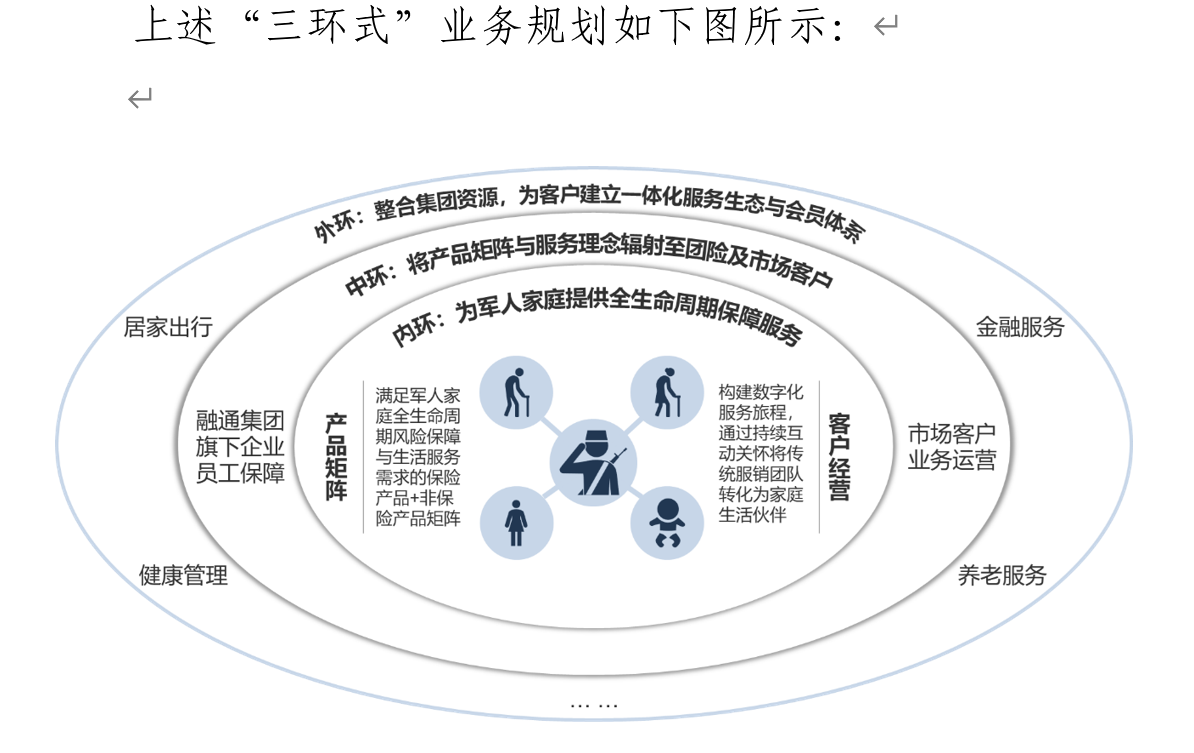 上述“三环式”业务规划如下图所示:
外环：整合集团资源，为客户建立一体化服务生态与会员体系
中环：将产品矩阵与服务理念辐射至团险及市场客户
内环：为军人家庭提供全生命周期保障服务
居家出行
金融服务
融通集团
旗下企业
员工保障
产品矩阵
满足军人家
庭全生命周
期风险保障
与生活服务
需求的保险
产品+非保
险产品矩阵
构建数字化
服务旅程，
通过持续互
动关怀将传
统服销团队
转化为家庭
生活伙伴
客户经营
市场客户
业务运营
健康管理
养老服务
... ...